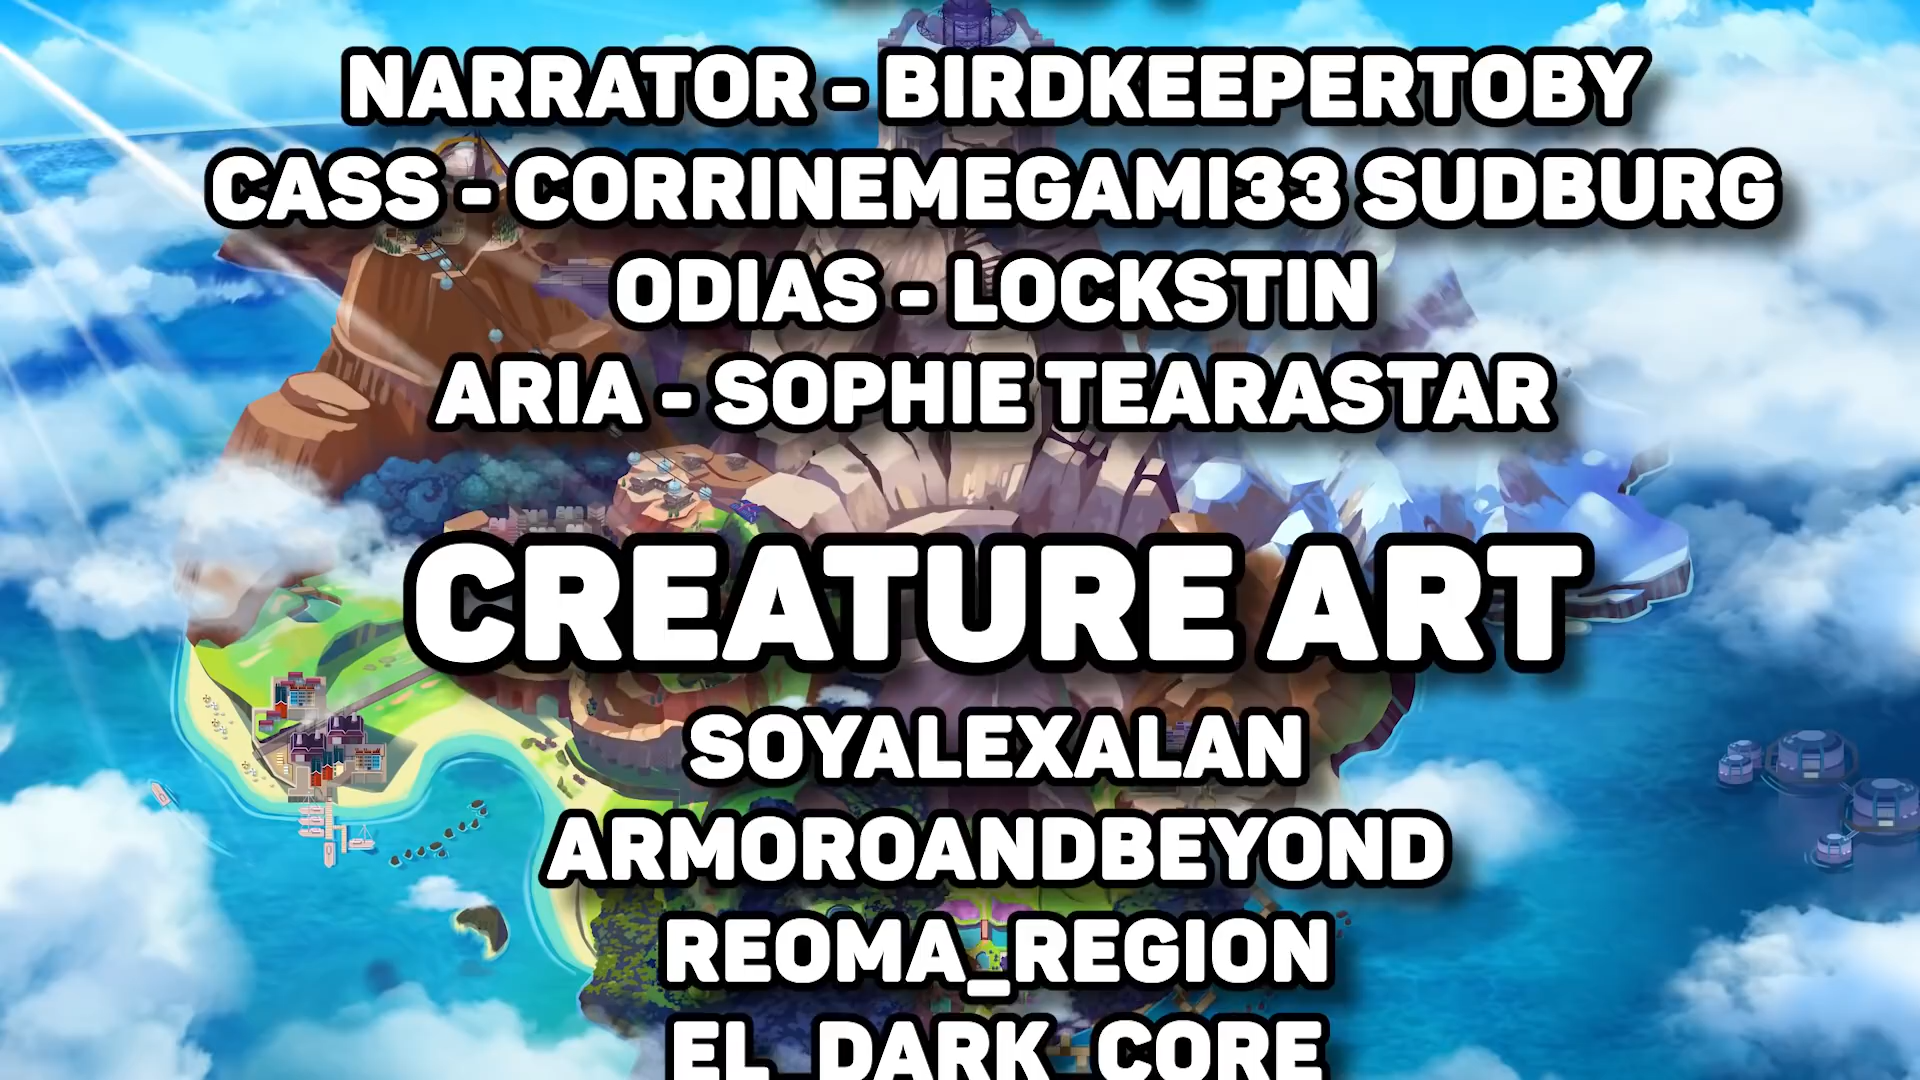 NARRATOR - BIRDKEEPERTOBY
CASS - CORRINEMEGAMI33 SUDBURG
ODIAS - LOCKSTIN
ARIA - SOPHIE TEARASTAR
CREATURE ART
SOYALEXALAN
ARMOROANDBEYOND
REOMA_REGION
EL_DARK_CORE